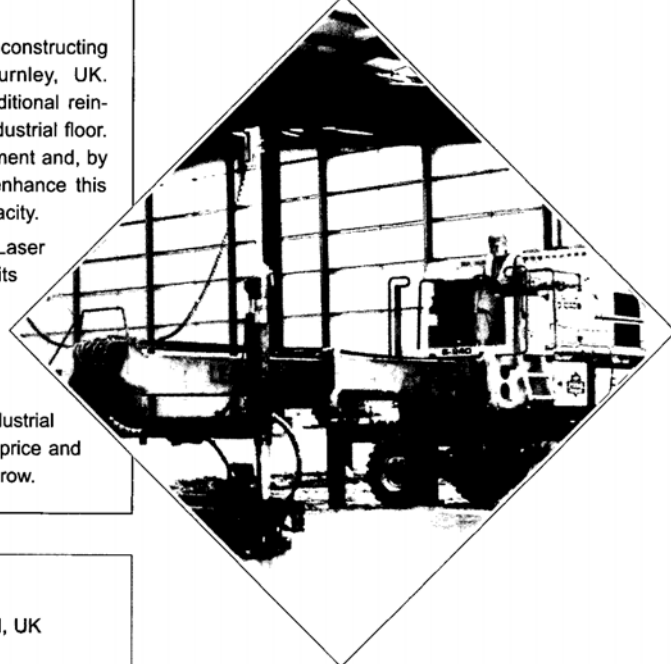 constructing
urnley, UK.
ditional rein-
dustrial floor.
ment and, by
enhance this
acity.
Laser
its
dustrial
price and
row.
S-240
, UK